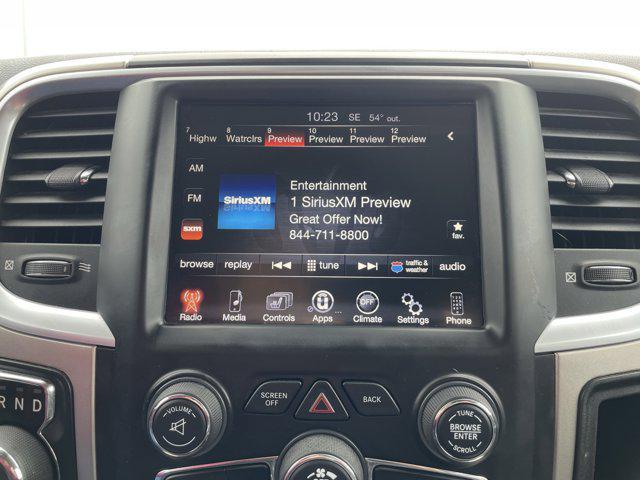 10:23 SE 54° out.
7 8 9 10 11 12
Highw Watrclrs Preview Preview Preview Preview
AM
FM
sxm
SiriusXM
Entertainment
1 SiriusXM Preview
Great Offer Now!
844-711-8800
fav.
browse replay tune traffic & weather audio
Radio Media Controls Apps ... Climate Settings Phone
OFF
SCREEN OFF
BACK
VOLUME
TUNE
BROWSE
ENTER
SCROLL
R N D